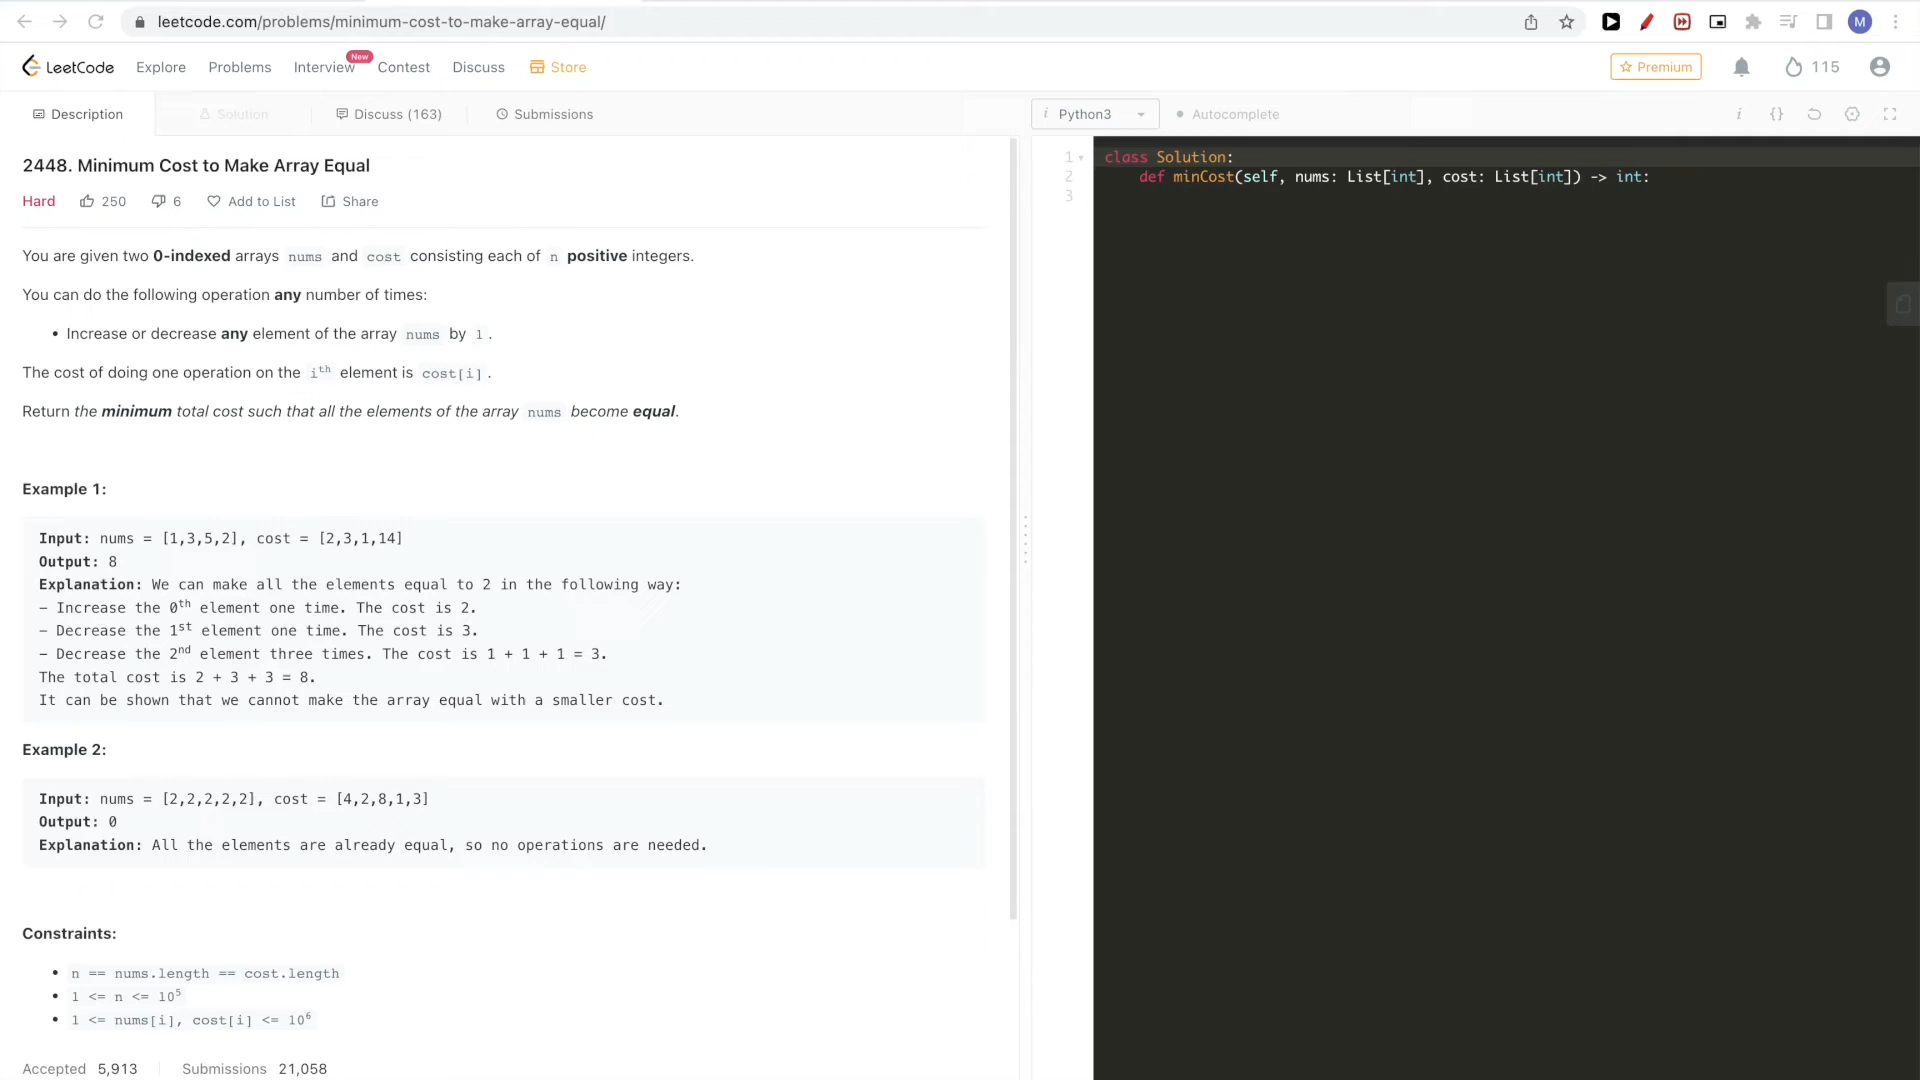 leetcode.com/problems/minimum-cost-to-make-array-equal/
M
LeetCode Explore Problems Interview New Contest Discuss Store Premium 115
Description Solution Discuss (163) Submissions i Python3 Autocomplete i {}
2448. Minimum Cost to Make Array Equal
Hard 250 6 Add to List Share
You are given two 0-indexed arrays nums and cost consisting each of n positive integers.
You can do the following operation any number of times:
• Increase or decrease any element of the array nums by 1.
The cost of doing one operation on the iᵗʰ element is cost[i].
Return the minimum total cost such that all the elements of the array nums become equal.
Example 1:
Input: nums = [1,3,5,2], cost = [2,3,1,14]
Output: 8
Explanation: We can make all the elements equal to 2 in the following way:
- Increase the 0ᵗʰ element one time. The cost is 2.
- Decrease the 1ˢᵗ element one time. The cost is 3.
- Decrease the 2ⁿᵈ element three times. The cost is 1 + 1 + 1 = 3.
The total cost is 2 + 3 + 3 = 8.
It can be shown that we cannot make the array equal with a smaller cost.
Example 2:
Input: nums = [2,2,2,2,2], cost = [4,2,8,1,3]
Output: 0
Explanation: All the elements are already equal, so no operations are needed.
Constraints:
• n == nums.length == cost.length
• 1 <= n <= 10⁵
• 1 <= nums[i], cost[i] <= 10⁶
Accepted 5,913 Submissions 21,058
1 class Solution:
2 def minCost(self, nums: List[int], cost: List[int]) -> int:
3